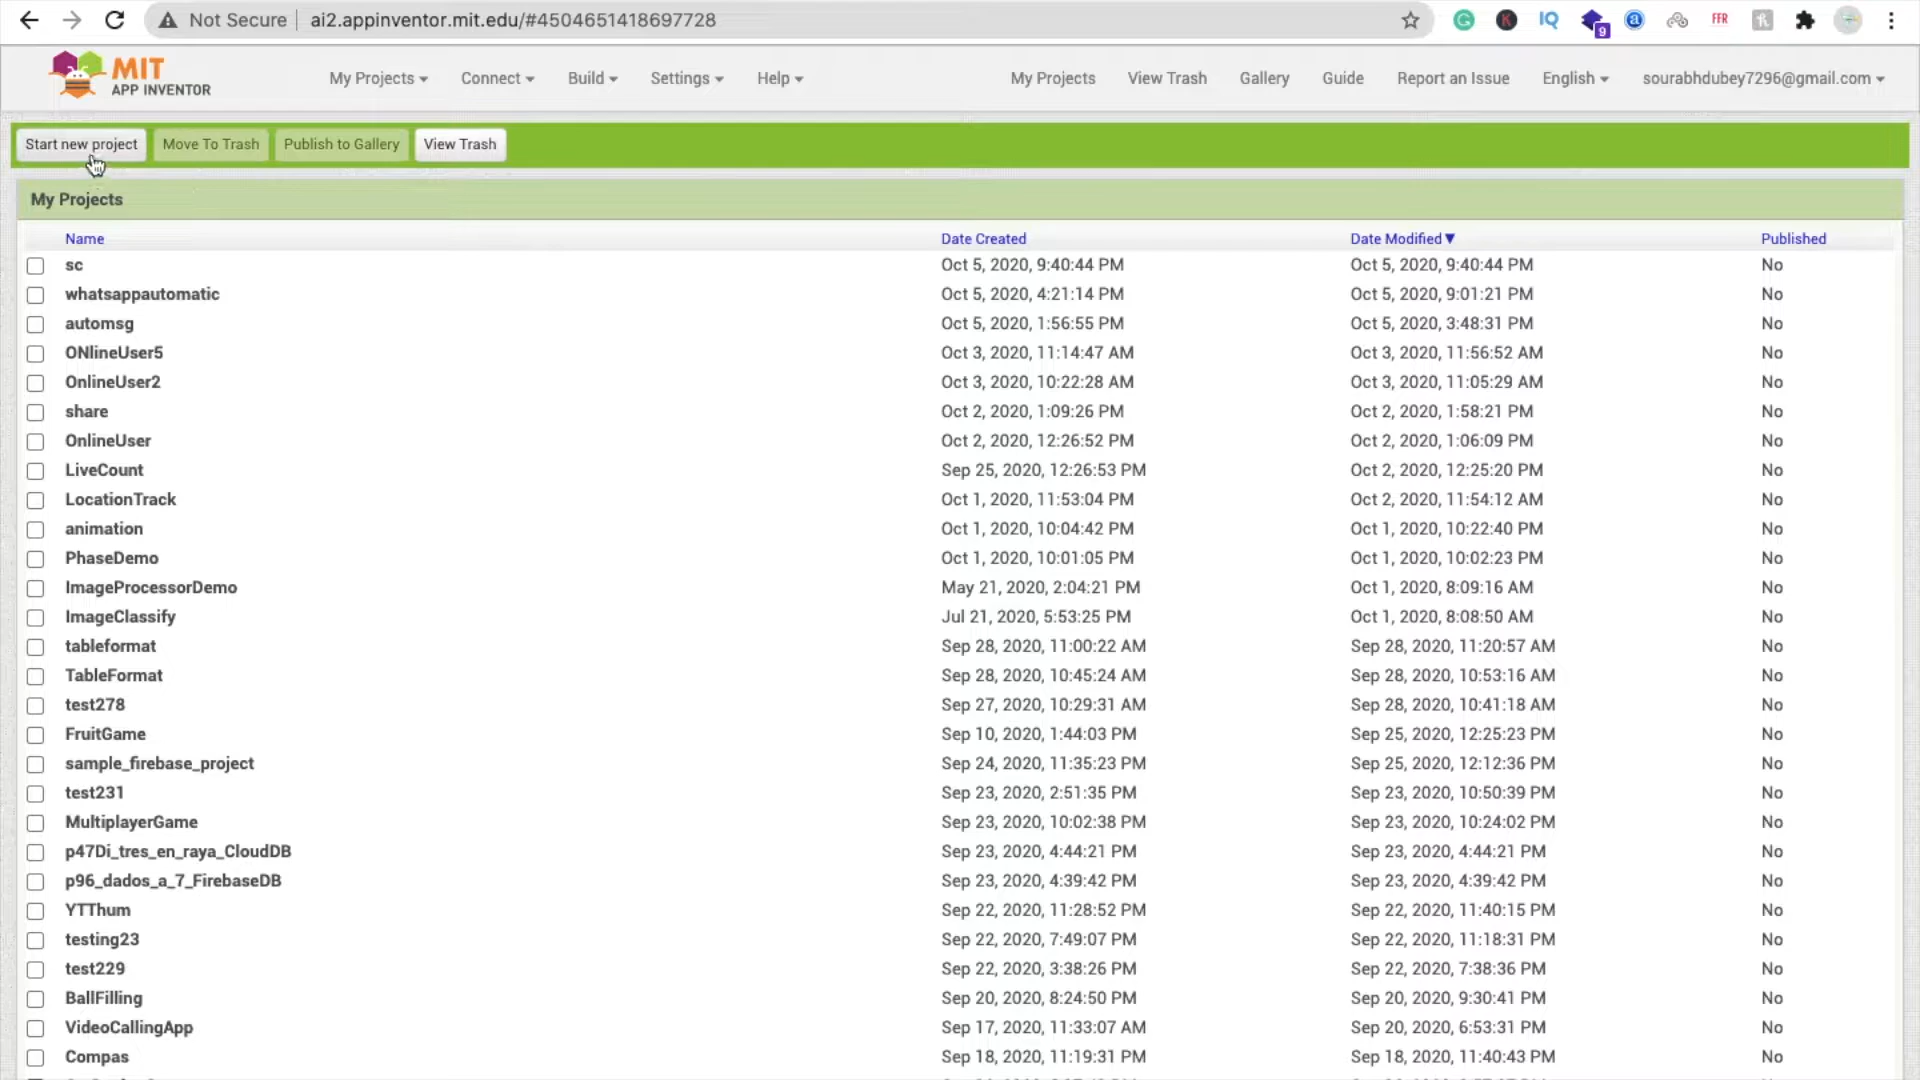 Not Secure ai2.appinventor.mit.edu/#4504651418697728
G K IQ 9 a FFR
MIT APP INVENTOR
My Projects Connect Build Settings Help My Projects View Trash Gallery Guide Report an Issue English sourabhdubey7296@gmail.com
Start new project Move To Trash Publish to Gallery View Trash
My Projects
Name Date Created Date Modified Published
sc Oct 5, 2020, 9:40:44 PM Oct 5, 2020, 9:40:44 PM No
whatsappautomatic Oct 5, 2020, 4:21:14 PM Oct 5, 2020, 9:01:21 PM No
automsg Oct 5, 2020, 1:56:55 PM Oct 5, 2020, 3:48:31 PM No
ONlineUser5 Oct 3, 2020, 11:14:47 AM Oct 3, 2020, 11:56:52 AM No
OnlineUser2 Oct 3, 2020, 10:22:28 AM Oct 3, 2020, 11:05:29 AM No
share Oct 2, 2020, 1:09:26 PM Oct 2, 2020, 1:58:21 PM No
OnlineUser Oct 2, 2020, 12:26:52 PM Oct 2, 2020, 1:06:09 PM No
LiveCount Sep 25, 2020, 12:26:53 PM Oct 2, 2020, 12:25:20 PM No
LocationTrack Oct 1, 2020, 11:53:04 PM Oct 2, 2020, 11:54:12 AM No
animation Oct 1, 2020, 10:04:42 PM Oct 1, 2020, 10:22:40 PM No
PhaseDemo Oct 1, 2020, 10:01:05 PM Oct 1, 2020, 10:02:23 PM No
ImageProcessorDemo May 21, 2020, 2:04:21 PM Oct 1, 2020, 8:09:16 AM No
ImageClassify Jul 21, 2020, 5:53:25 PM Oct 1, 2020, 8:08:50 AM No
tableformat Sep 28, 2020, 11:00:22 AM Sep 28, 2020, 11:20:57 AM No
TableFormat Sep 28, 2020, 10:45:24 AM Sep 28, 2020, 10:53:16 AM No
test278 Sep 27, 2020, 10:29:31 AM Sep 28, 2020, 10:41:18 AM No
FruitGame Sep 10, 2020, 1:44:03 PM Sep 25, 2020, 12:25:23 PM No
sample_firebase_project Sep 24, 2020, 11:35:23 PM Sep 25, 2020, 12:12:36 PM No
test231 Sep 23, 2020, 2:51:35 PM Sep 23, 2020, 10:50:39 PM No
MultiplayerGame Sep 23, 2020, 10:02:38 PM Sep 23, 2020, 10:24:02 PM No
p47Di_tres_en_raya_CloudDB Sep 23, 2020, 4:44:21 PM Sep 23, 2020, 4:44:21 PM No
p96_dados_a_7_FirebaseDB Sep 23, 2020, 4:39:42 PM Sep 23, 2020, 4:39:42 PM No
YTThum Sep 22, 2020, 11:28:52 PM Sep 22, 2020, 11:40:15 PM No
testing23 Sep 22, 2020, 7:49:07 PM Sep 22, 2020, 11:18:31 PM No
test229 Sep 22, 2020, 3:38:26 PM Sep 22, 2020, 7:38:36 PM No
BallFilling Sep 20, 2020, 8:24:50 PM Sep 20, 2020, 9:30:41 PM No
VideoCallingApp Sep 17, 2020, 11:33:07 AM Sep 20, 2020, 6:53:31 PM No
Compas Sep 18, 2020, 11:19:31 PM Sep 18, 2020, 11:40:43 PM No